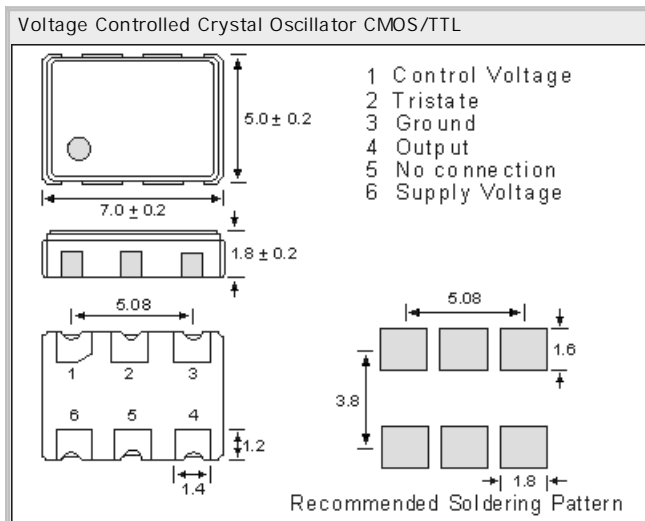 Voltage Controlled Crystal Oscillator CMOS/TTL
1 Control Voltage
2 Tristate
3 Ground
4 Output
5 No connection
6 Supply Voltage
5.0 ± 0.2
7.0 ± 0.2
1.8 ± 0.2
5.08
1 2 3
6 5 4
1.2
1.4
5.08
1.6
3.8
1.8
Recommended Soldering Pattern